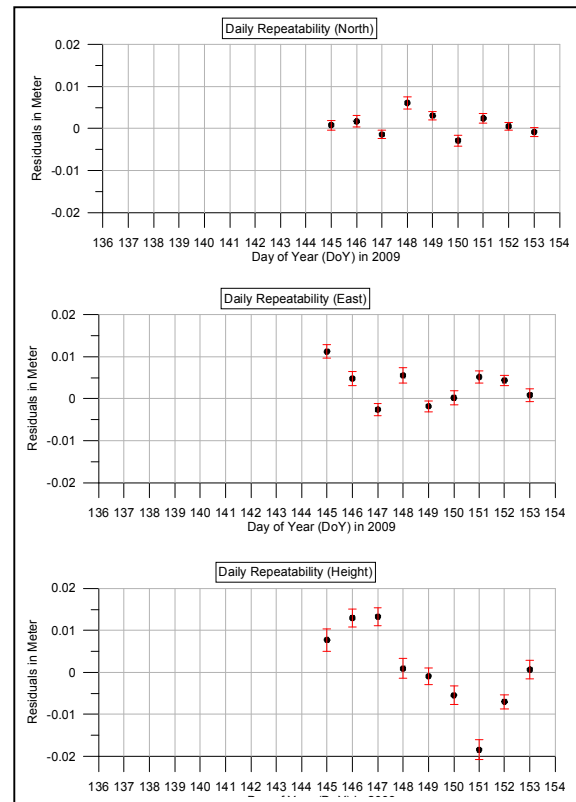 Daily Repeatability (North)
0.02
0.01
0
-0.01
-0.02
Residuals in Meter
136 137 138 139 140 141 142 143 144 145 146 147 148 149 150 151 152 153 154
Day of Year (DoY) in 2009
Daily Repeatability (East)
0.02
0.01
0
-0.01
-0.02
Residuals in Meter
136 137 138 139 140 141 142 143 144 145 146 147 148 149 150 151 152 153 154
Day of Year (DoY) in 2009
Daily Repeatability (Height)
0.02
0.01
0
-0.01
-0.02
Residuals in Meter
136 137 138 139 140 141 142 143 144 145 146 147 148 149 150 151 152 153 154
Day of Year (DoY) in 2009